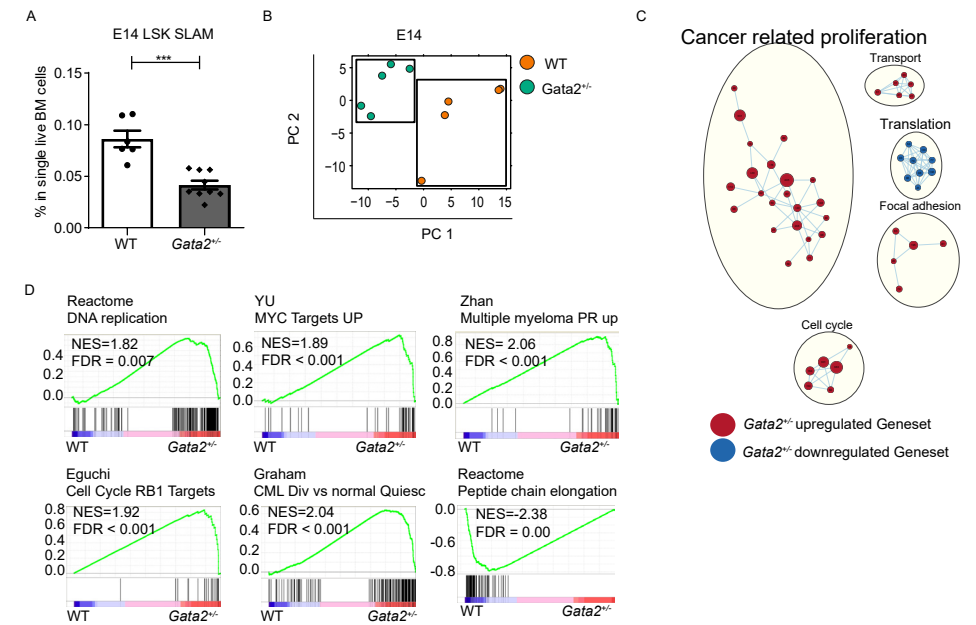 A
E14 LSK SLAM
***
% in single live BM cells
0.15
0.10
0.05
0.00
WT
Gata2+/-
B
E14
PC 2
5
0
−5
−10
−10
−5
0
5
10
15
PC 1
WT
Gata2+/-
C
Cancer related proliferation
Transport
Translation
Focal adhesion
Cell cycle
Gata2+/- upregulated Geneset
Gata2+/- downregulated Geneset
D
Reactome
DNA replication
NES=1.82
FDR = 0.007
0.4
0.2
0.0
WT
Gata2+/-
YU
MYC Targets UP
NES=1.89
FDR < 0.001
0.6
0.4
0.2
0.0
WT
Gata2+/-
Zhan
Multiple myeloma PR up
NES= 2.06
FDR < 0.001
0.8
0.6
0.4
0.2
0.0
WT
Gata2+/-
Eguchi
Cell Cycle RB1 Targets
NES=1.92
FDR < 0.001
0.8
0.6
0.4
0.2
0.0
WT
Gata2+/-
Graham
CML Div vs normal Quiesc
NES=2.04
FDR < 0.001
0.6
0.4
0.2
0.0
WT
Gata2+/-
Reactome
Peptide chain elongation
NES=-2.38
FDR = 0.00
0.0
-0.6
-0.8
WT
Gata2+/-